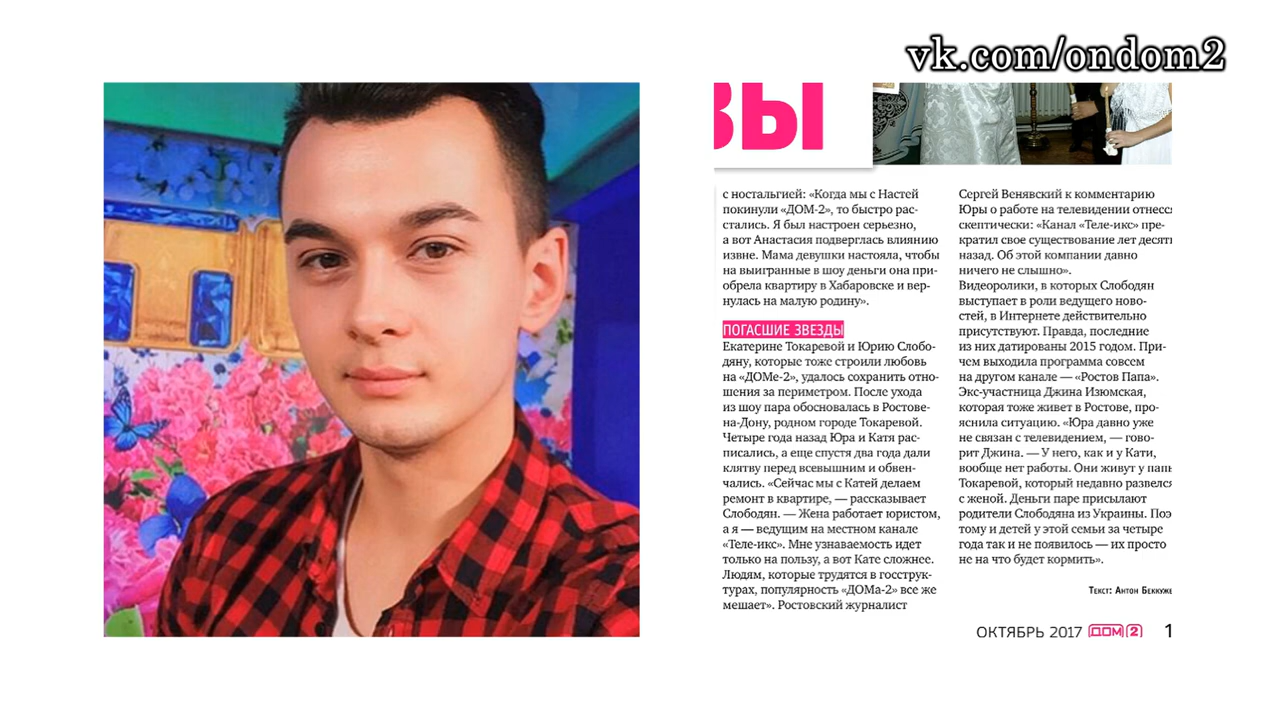 vk.com/ondom2
ЗЫ
с ностальгией: «Когда мы с Настей
покинули «ДОМ-2», то быстро рас-
стались. Я был настроен серьезно,
а вот Анастасия подверглась влиянию
извне. Мама девушки настояла, чтобы
на выигранные в шоу деньги она при-
обрела квартиру в Хабаровске и вер-
нулась на малую родину».
ПОГАСШИЕ ЗВЕЗДЫ
Екатерине Токаревой и Юрию Слобо-
дяну, которые тоже строили любовь
на «ДОМе-2», удалось сохранить отно-
шения за периметром. После ухода
из шоу пара обосновалась в Ростове-
на-Дону, родном городе Токаревой.
Четыре года назад Юра и Катя рас-
писались, а еще спустя два года дали
клятву перед всевышним и обвен-
чались. «Сейчас мы с Катей делаем
ремонт в квартире, — рассказывает
Слободян. — Жена работает юристом,
а я — ведущим на местном канале
«Теле-икс». Мне узнаваемость идет
только на пользу, а вот Кате сложнее.
Людям, которые трудятся в госструк-
турах, популярность «ДОМа-2» все же
мешает». Ростовский журналист
Сергей Венявский к комментарию
Юры о работе на телевидении отнесс
скептически: «Канал «Теле-икс» пре-
кратил свое существование лет десят
назад. Об этой компании давно
ничего не слышно».
Видеоролики, в которых Слободян
выступает в роли ведущего ново-
стей, в Интернете действительно
присутствуют. Правда, последние
из них датированы 2015 годом. При-
чем выходила программа совсем
на другом канале — «Ростов Папа».
Экс-участница Джина Изюмская,
которая тоже живет в Ростове, про-
яснила ситуацию. «Юра давно уже
не связан с телевидением, — гово-
рит Джина. — У него, как и у Кати,
вообще нет работы. Они живут у пап
Токаревой, который недавно развелся
с женой. Деньги паре присылают
родители Слободяна из Украины. Поэ
тому и детей у этой семьи за четыре
года так и не появилось — их просто
не на что будет кормить».
Текст: Антон Беккуже
ОКТЯБРЬ 2017 ДОМ 2 1